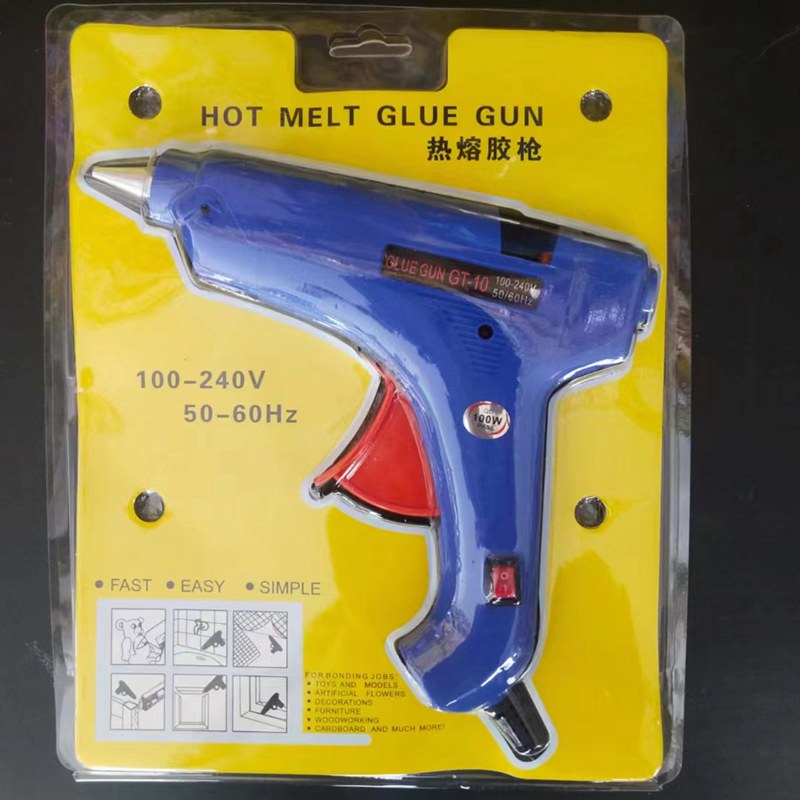 HOT MELT GLUE GUN
热熔胶枪
GLUE GUN GT-10
100-240V
50/60Hz
100-240V
50-60Hz
QC
100W
PASS
• FAST • EASY • SIMPLE
FOR BONDING JOBS:
• TOYS AND MODELS
• ARTIFICIAL FLOWERS
• DECORATIONS
• FURNITURE
• WOODWORKING
• CARDBOARD AND MUCH MORE!